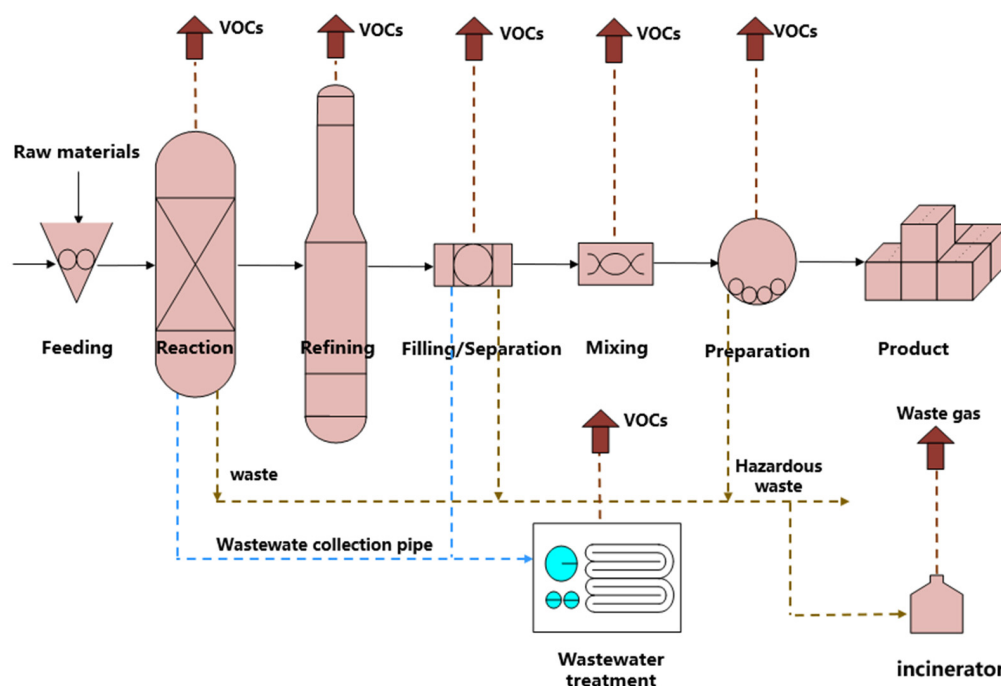 VOCs
VOCs
VOCs
VOCs
VOCs
Raw materials
Feeding
Reaction
Refining
Filling/Separation
Mixing
Preparation
Product
VOCs
Waste gas
waste
Hazardous
waste
Wastewate collection pipe
Wastewater
treatment
incinerator